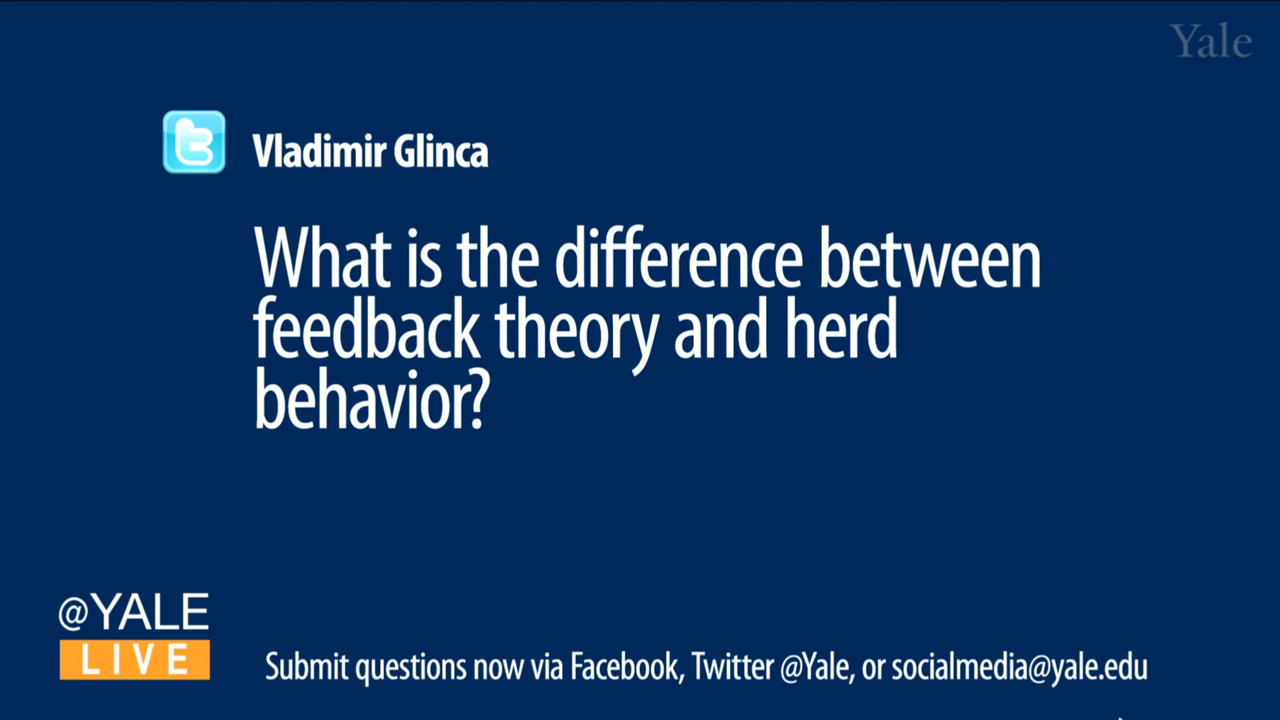 Yale
Vladimir Glinca
What is the difference between
feedback theory and herd
behavior?
@YALE
LIVE
Submit questions now via Facebook, Twitter @Yale, or socialmedia@yale.edu